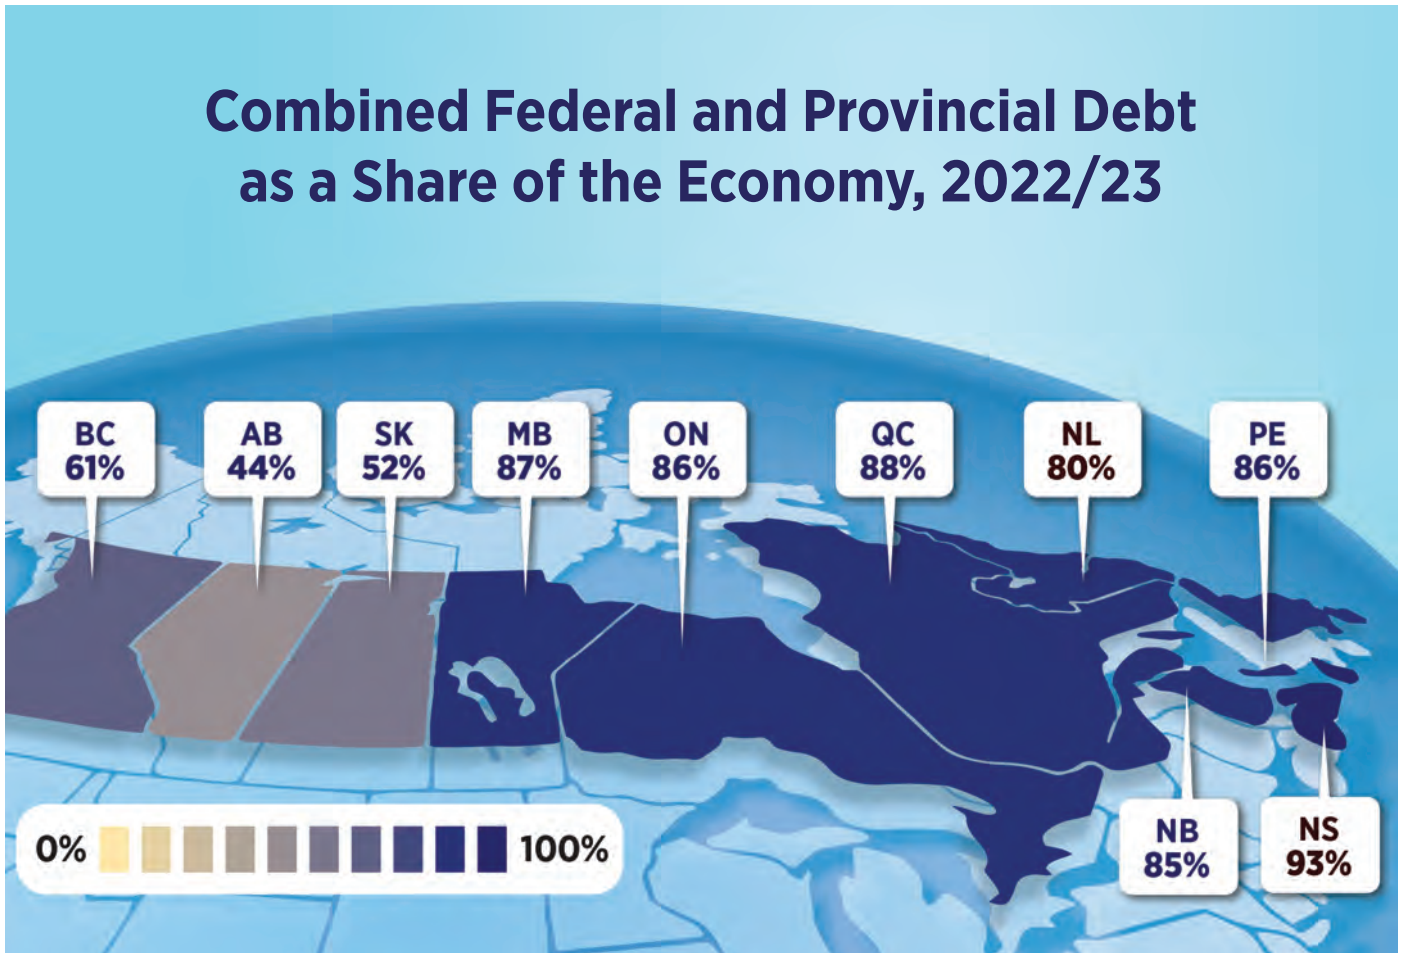 Combined Federal and Provincial Debt
as a Share of the Economy, 2022/23
BC
61%
AB
44%
SK
52%
MB
87%
ON
86%
QC
88%
NL
80%
PE
86%
NB
85%
NS
93%
0%
100%